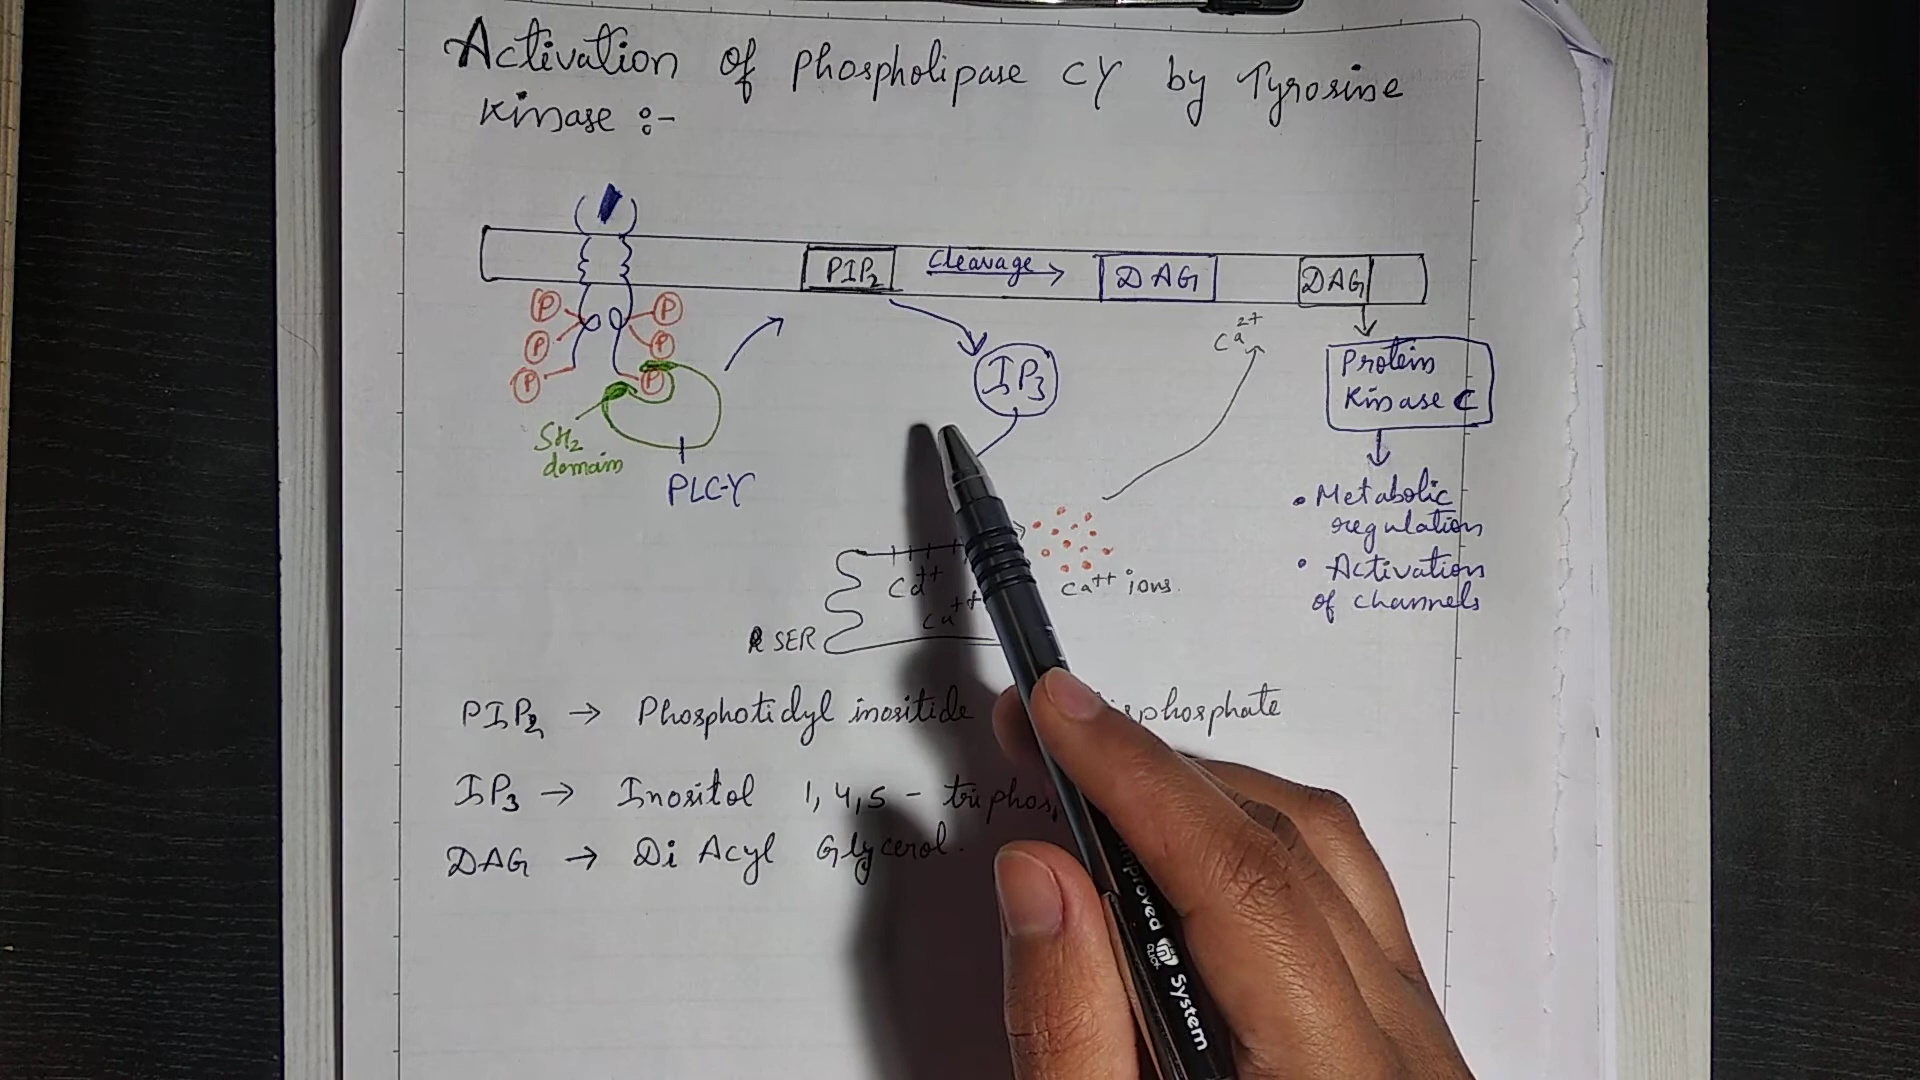 Activation of phospholipase CY by Tyrosine
Kinase :-
PIP2
Cleavage
DAG
DAG
P
P
P
P
P
P
IP3
Ca2+
Protein
Kinase C
SH2
domain
PLC-Y
Metabolic
regulation
Activation
of channels
Ca++
Ca++
Ca++ ions.
SER
PIP2 → Phosphotidyl inositide
IP3 → Inositol 1,4,5 - triphos
DAG → Di Acyl Glycerol.
improved
CLICK
System